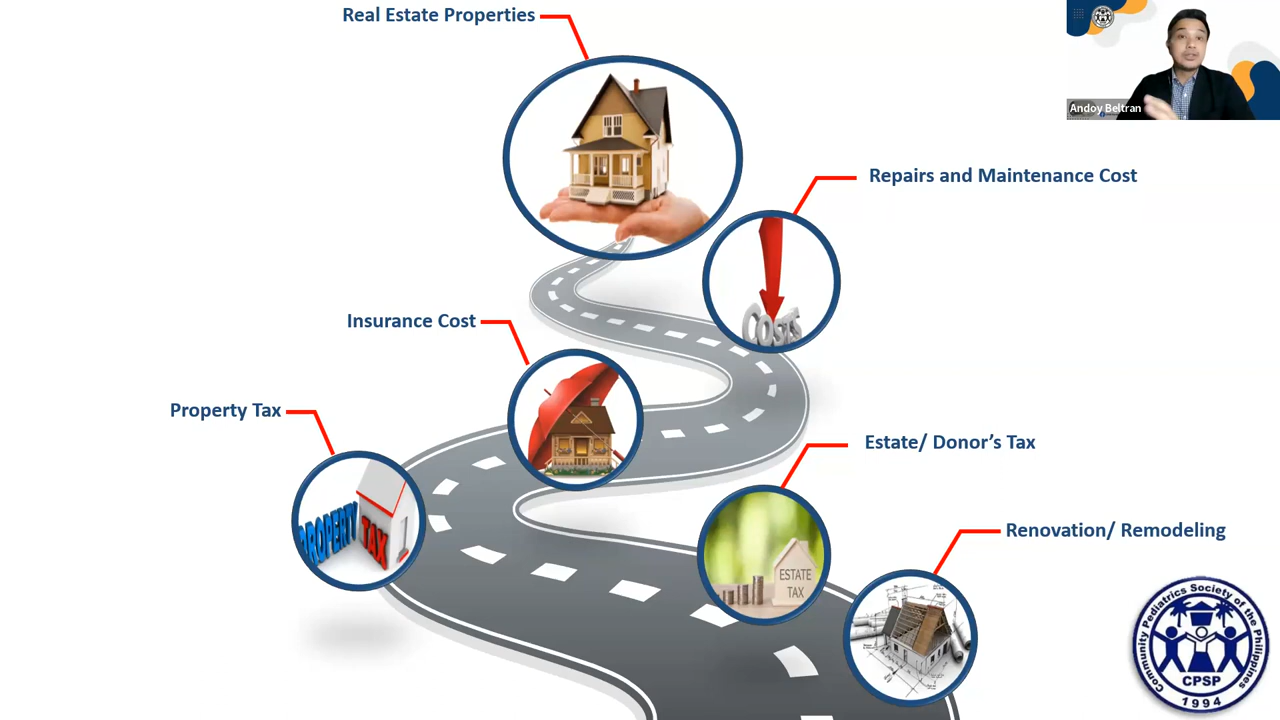 Real Estate Properties
Andoy Beltran
Repairs and Maintenance Cost
COSTS
Insurance Cost
Property Tax
PROPERTY
TAX
Estate/ Donor’s Tax
ESTATE
TAX
Renovation/ Remodeling
Community Pediatrics Society of the Philippines
CPSP
1994